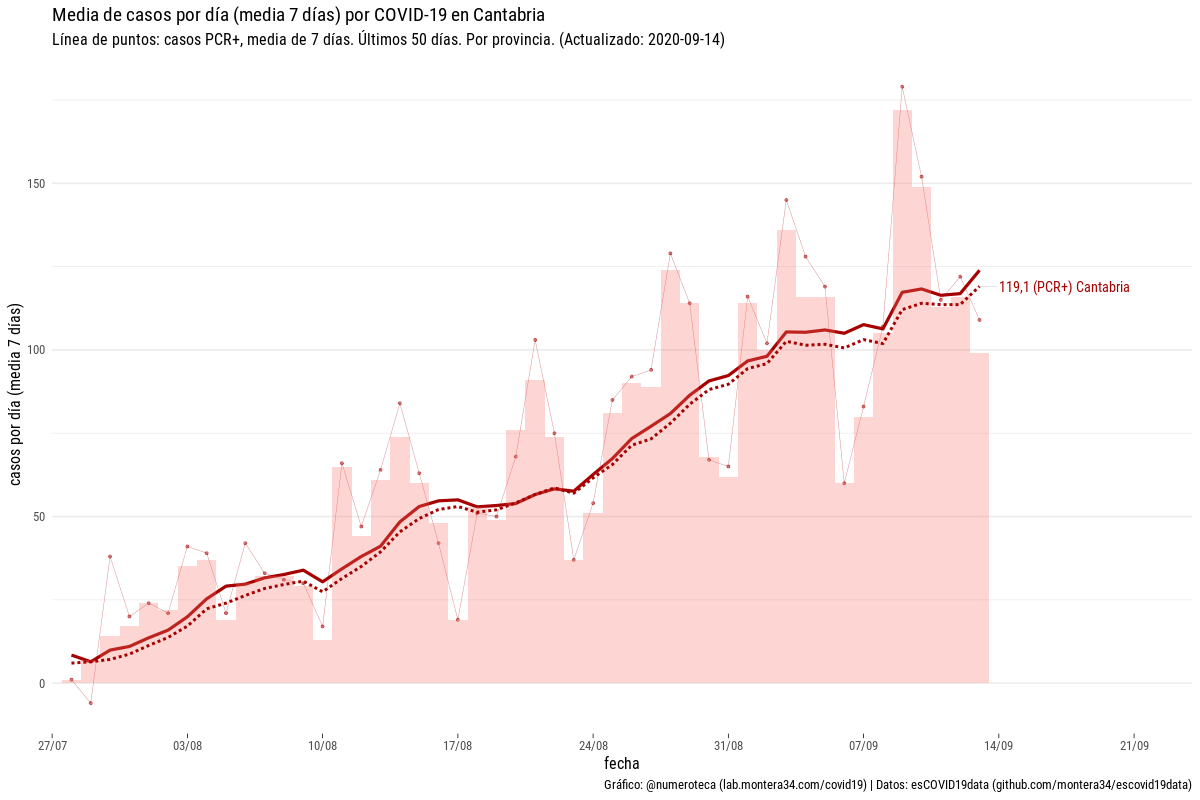 Media de casos por día (media 7 días) por COVID-19 en Cantabria
Línea de puntos: casos PCR+, media de 7 días. Últimos 50 días. Por provincia. (Actualizado: 2020-09-14)
casos por día (media 7 días)
150
100
50
0
119,1 (PCR+) Cantabria
27/07 03/08 10/08 17/08 24/08 31/08 07/09 14/09 21/09
fecha
Gráfico: @numeroteca (lab.montera34.com/covid19) | Datos: esCOVID19data (github.com/montera34/escovid19data)